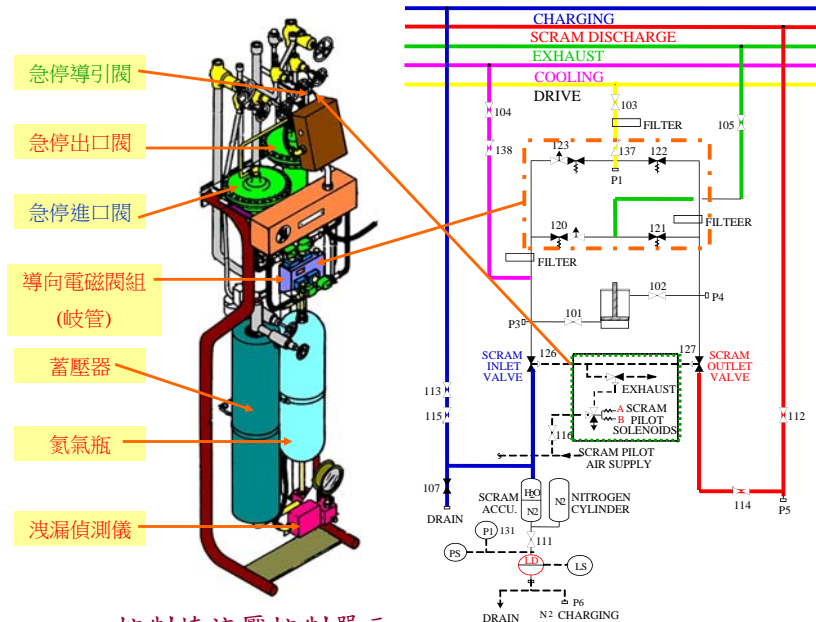 急停導引閥
急停出口閥
急停進口閥
導向電磁閥組
(岐管)
蓄壓器
氦氣瓶
洩漏偵測儀
CHARGING
SCRAM DISCHARGE
EXHAUST
COOLING
DRIVE
104
138
103
FILTER
105
123
137
122
P1
120
121
FILTEER
FILTER
102
P4
101
P3
SCRAM
INLET
VALVE
126
127
SCRAM
OUTLET
VALVE
EXHAUST
A
B
SCRAM
PILOT
SOLENOIDS
116
SCRAM PILOT
AIR SUPPLY
113
115
112
107
DRAIN
SCRAM
ACCU.
H2O
N2
N2
NITROGEN
CYLINDER
114
P5
P1
131
111
PS
LD
LS
P6
DRAIN
N2 CHARGING